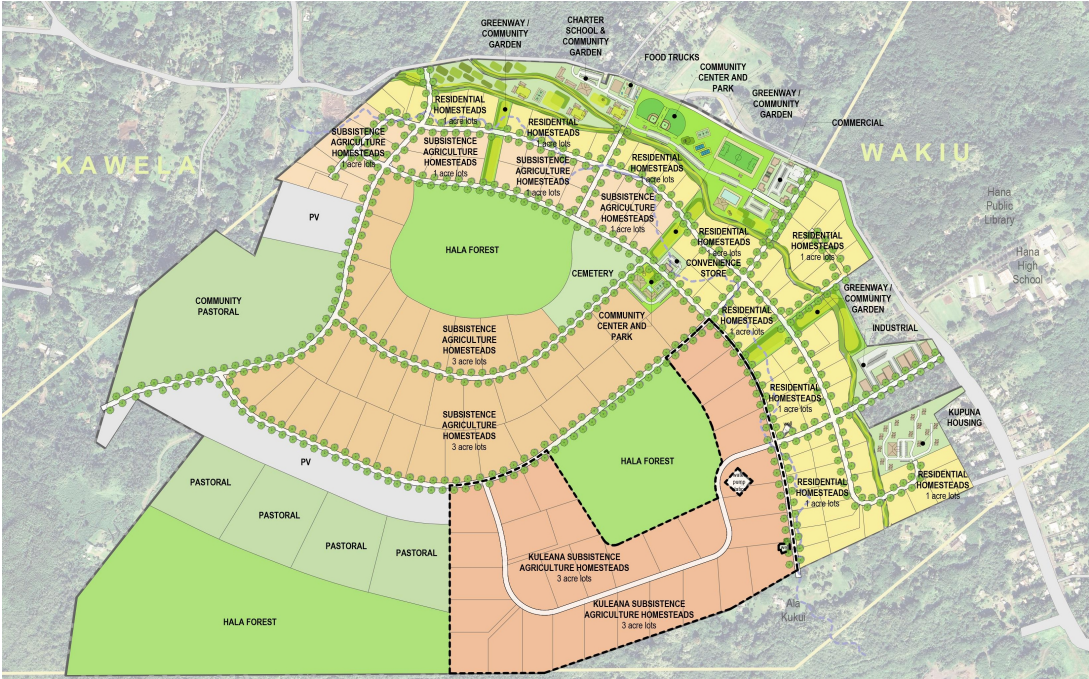 GREENWAY /
COMMUNITY
GARDEN
CHARTER
SCHOOL &
COMMUNITY
GARDEN
FOOD TRUCKS
COMMUNITY
CENTER AND
PARK
GREENWAY /
COMMUNITY
GARDEN
COMMERCIAL
KAWELA
WAKIU
RESIDENTIAL
HOMESTEADS
1 acre lots
RESIDENTIAL
HOMESTEADS
1 acre lots
SUBSISTENCE
AGRICULTURE
HOMESTEADS
1 acre lots
SUBSISTENCE
AGRICULTURE
HOMESTEADS
1 acre lots
SUBSISTENCE
AGRICULTURE
HOMESTEADS
1 acre lots
RESIDENTIAL
HOMESTEADS
1 acre lots
SUBSISTENCE
AGRICULTURE
HOMESTEADS
1 acre lots
Hana
Public
Library
Hana
High
School
PV
HALA FOREST
RESIDENTIAL
HOMESTEADS
1 acre lots
RESIDENTIAL
HOMESTEADS
1 acre lots
CONVENIENCE
STORE
CEMETERY
COMMUNITY
PASTORAL
GREENWAY /
COMMUNITY
GARDEN
COMMUNITY
CENTER AND
PARK
RESIDENTIAL
HOMESTEADS
1 acre lots
INDUSTRIAL
SUBSISTENCE
AGRICULTURE
HOMESTEADS
3 acre lots
RESIDENTIAL
HOMESTEADS
1 acre lots
SUBSISTENCE
AGRICULTURE
HOMESTEADS
3 acre lots
KUPUNA
HOUSING
PV
HALA FOREST
pump
RESIDENTIAL
HOMESTEADS
1 acre lots
RESIDENTIAL
HOMESTEADS
1 acre lots
PASTORAL
PASTORAL
PASTORAL
PASTORAL
KULEANA SUBSISTENCE
AGRICULTURE HOMESTEADS
3 acre lots
KULEANA SUBSISTENCE
AGRICULTURE HOMESTEADS
3 acre lots
Ala
Kukui
HALA FOREST